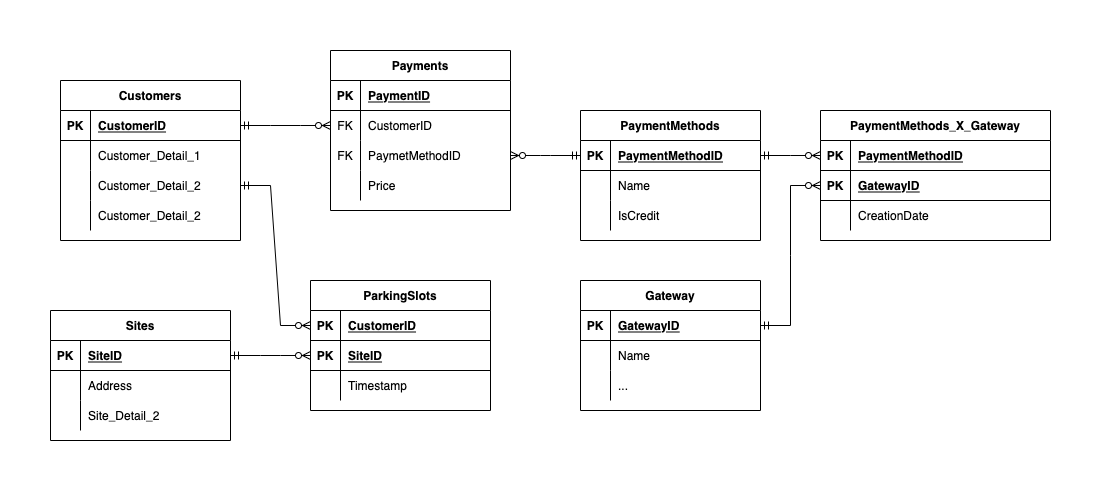 Customers
PK CustomerID
Customer_Detail_1
Customer_Detail_2
Customer_Detail_2
Payments
PK PaymentID
FK CustomerID
FK PaymetMethodID
Price
PaymentMethods
PK PaymentMethodID
Name
IsCredit
PaymentMethods_X_Gateway
PK PaymentMethodID
PK GatewayID
CreationDate
Sites
PK SiteID
Address
Site_Detail_2
ParkingSlots
PK CustomerID
PK SiteID
Timestamp
Gateway
PK GatewayID
Name
...